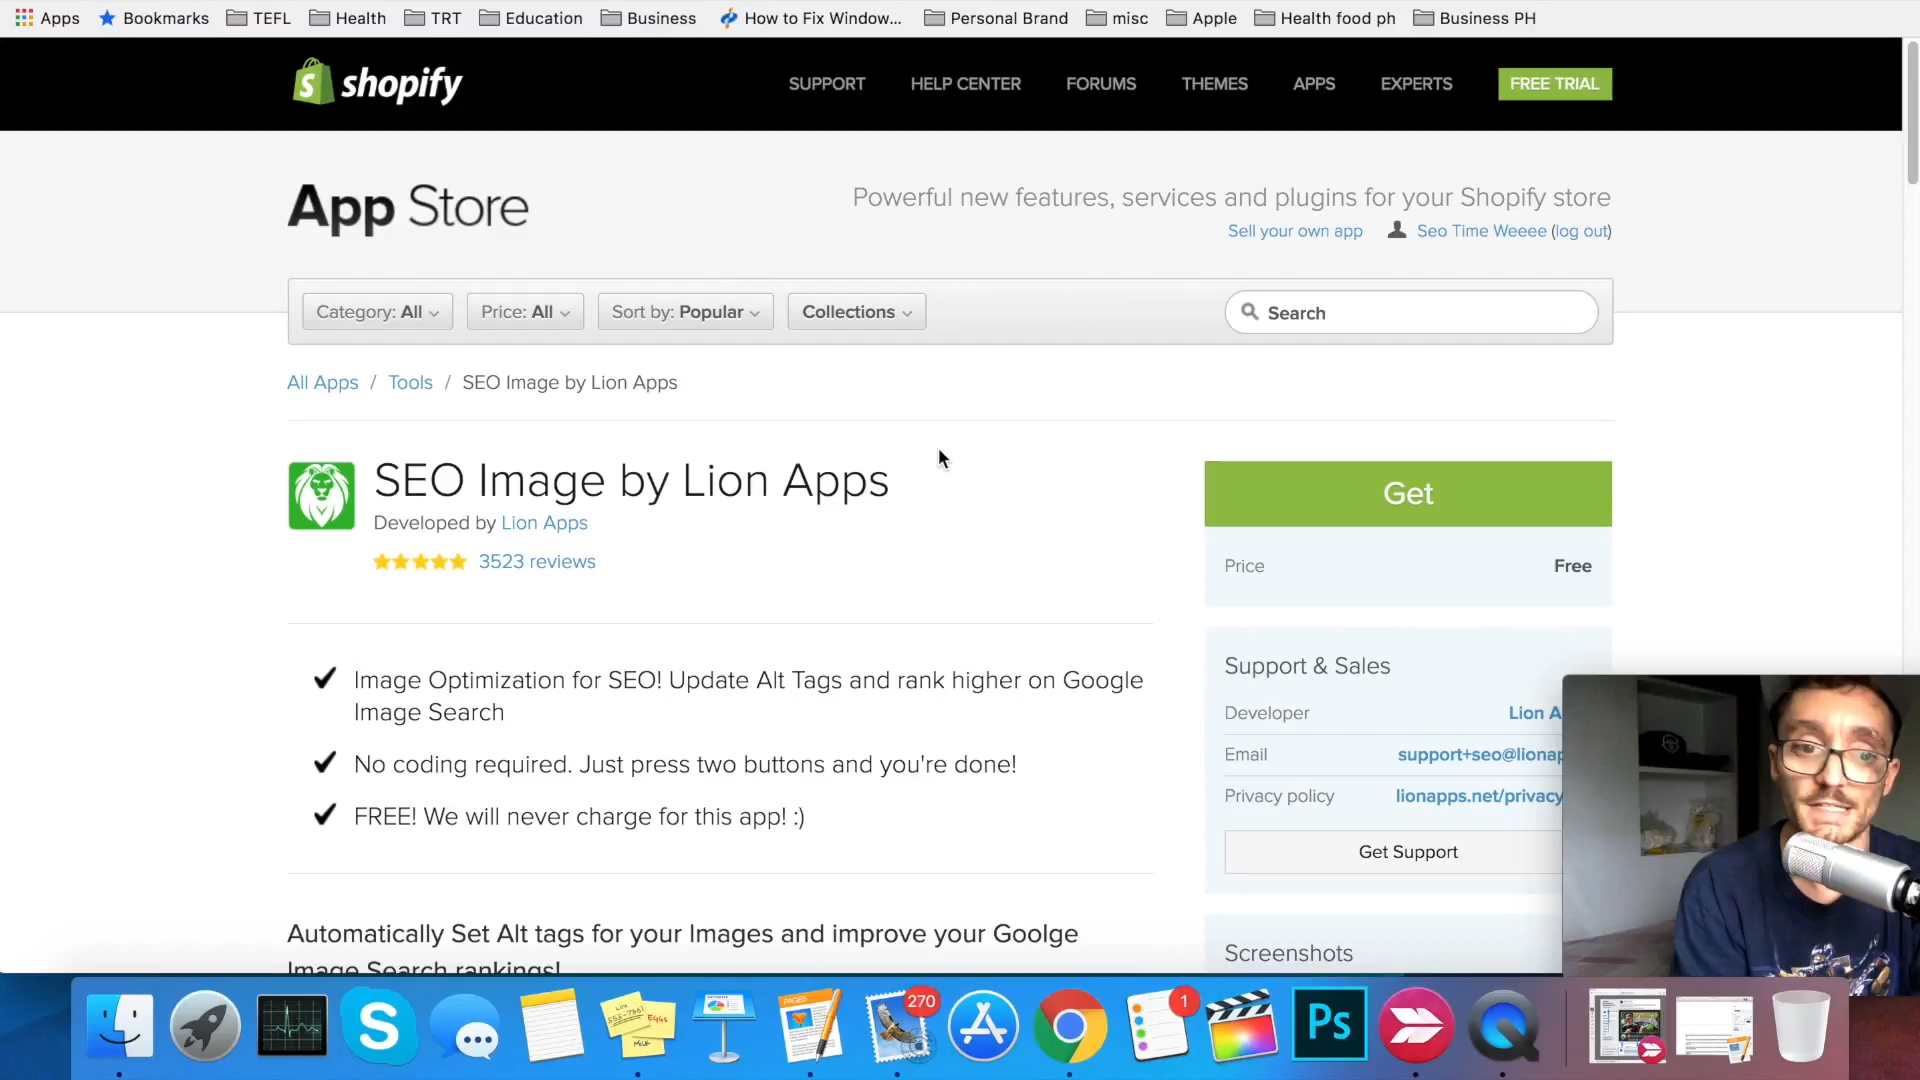 Apps Bookmarks TEFL Health TRT Education Business How to Fix Window... Personal Brand misc Apple Health food ph Business PH
shopify SUPPORT HELP CENTER FORUMS THEMES APPS EXPERTS FREE TRIAL
App Store Powerful new features, services and plugins for your Shopify store
Sell your own app Seo Time Weeee (log out)
Category: All Price: All Sort by: Popular Collections Search
All Apps / Tools / SEO Image by Lion Apps
SEO Image by Lion Apps
Developed by Lion Apps
3523 reviews
Get
Price Free
Image Optimization for SEO! Update Alt Tags and rank higher on Google
Image Search
No coding required. Just press two buttons and you're done!
FREE! We will never charge for this app! :)
Support & Sales
Developer Lion A
Email support+seo@lionap
Privacy policy lionapps.net/privacy
Get Support
Automatically Set Alt tags for your Images and improve your Goolge
Image Search rankings!
Screenshots
S
PAGES
270
1
Ps